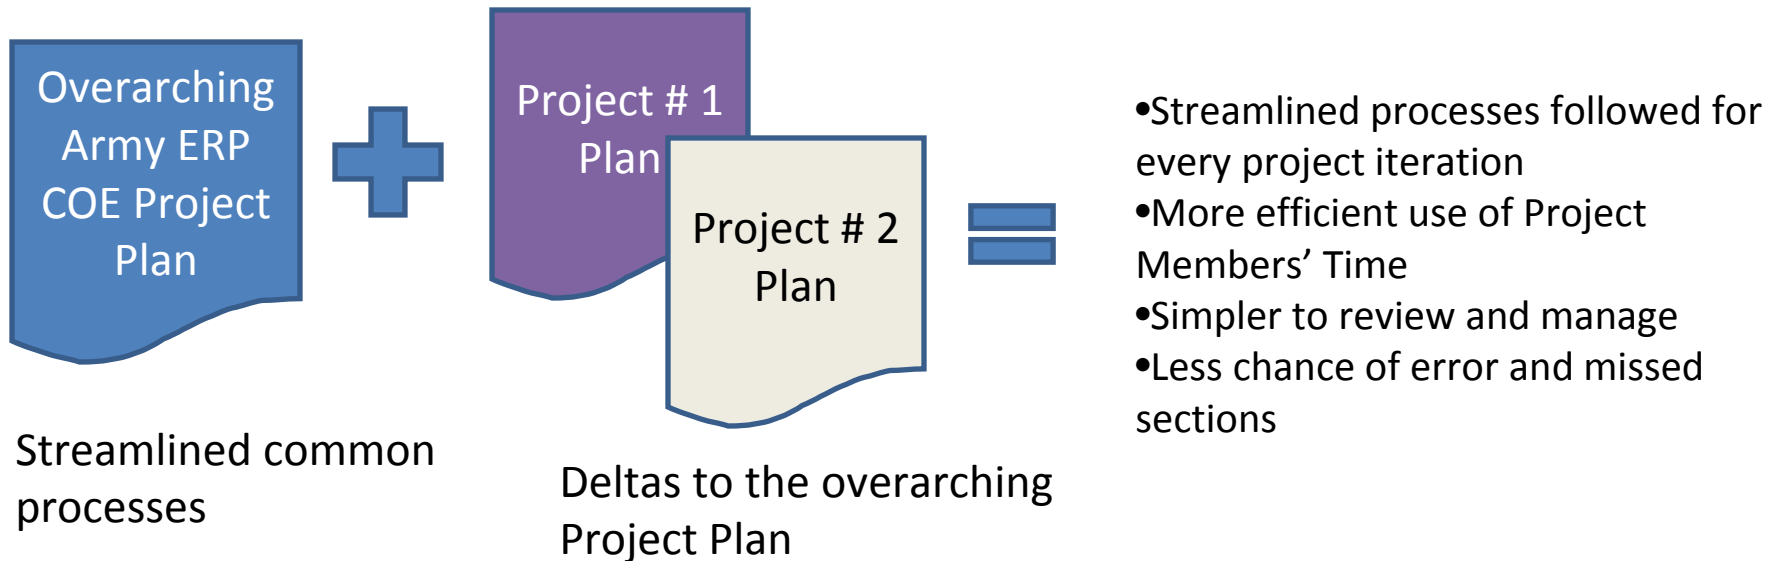 Overarching
Army ERP
COE Project
Plan
Project # 1
Plan
Project # 2
Plan
•Streamlined processes followed for
every project iteration
•More efficient use of Project
Members’ Time
•Simpler to review and manage
•Less chance of error and missed
sections
Streamlined common
processes
Deltas to the overarching
Project Plan